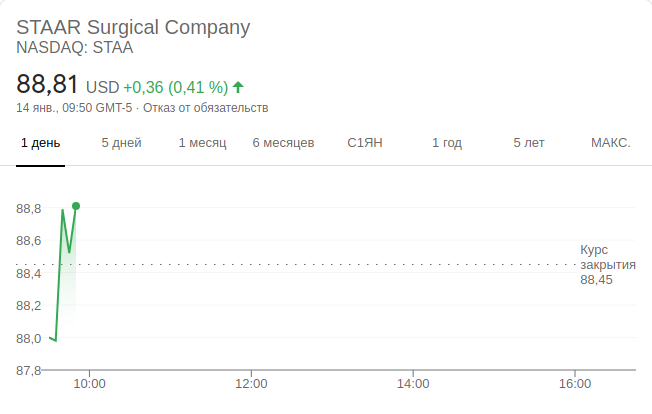 STAAR Surgical Company
NASDAQ: STAA
88,81 USD +0,36 (0,41 %)
14 янв., 09:50 GMT-5 · Отказ от обязательств
1 день 5 дней 1 месяц 6 месяцев С1ЯН 1 год 5 лет МАКС.
88,8
88,6
88,4
88,2
88,0
87,8
Курс
закрытия
88,45
10:00 12:00 14:00 16:00